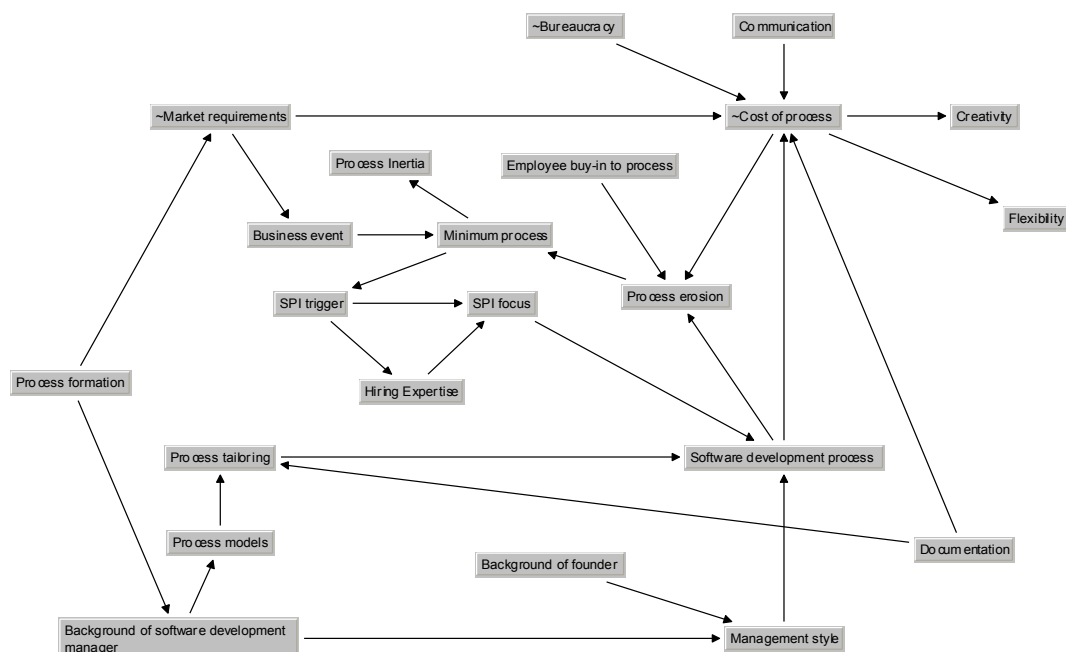 ~Bureaucracy
Communication
~Market requirements
~Cost of process
Creativity
Process Inertia
Employee buy-in to process
Flexibility
Business event
Minimum process
SPI trigger
SPI focus
Process erosion
Process formation
Hiring Expertise
Process tailoring
Software development process
Process models
Documentation
Background of founder
Background of software development
manager
Management style